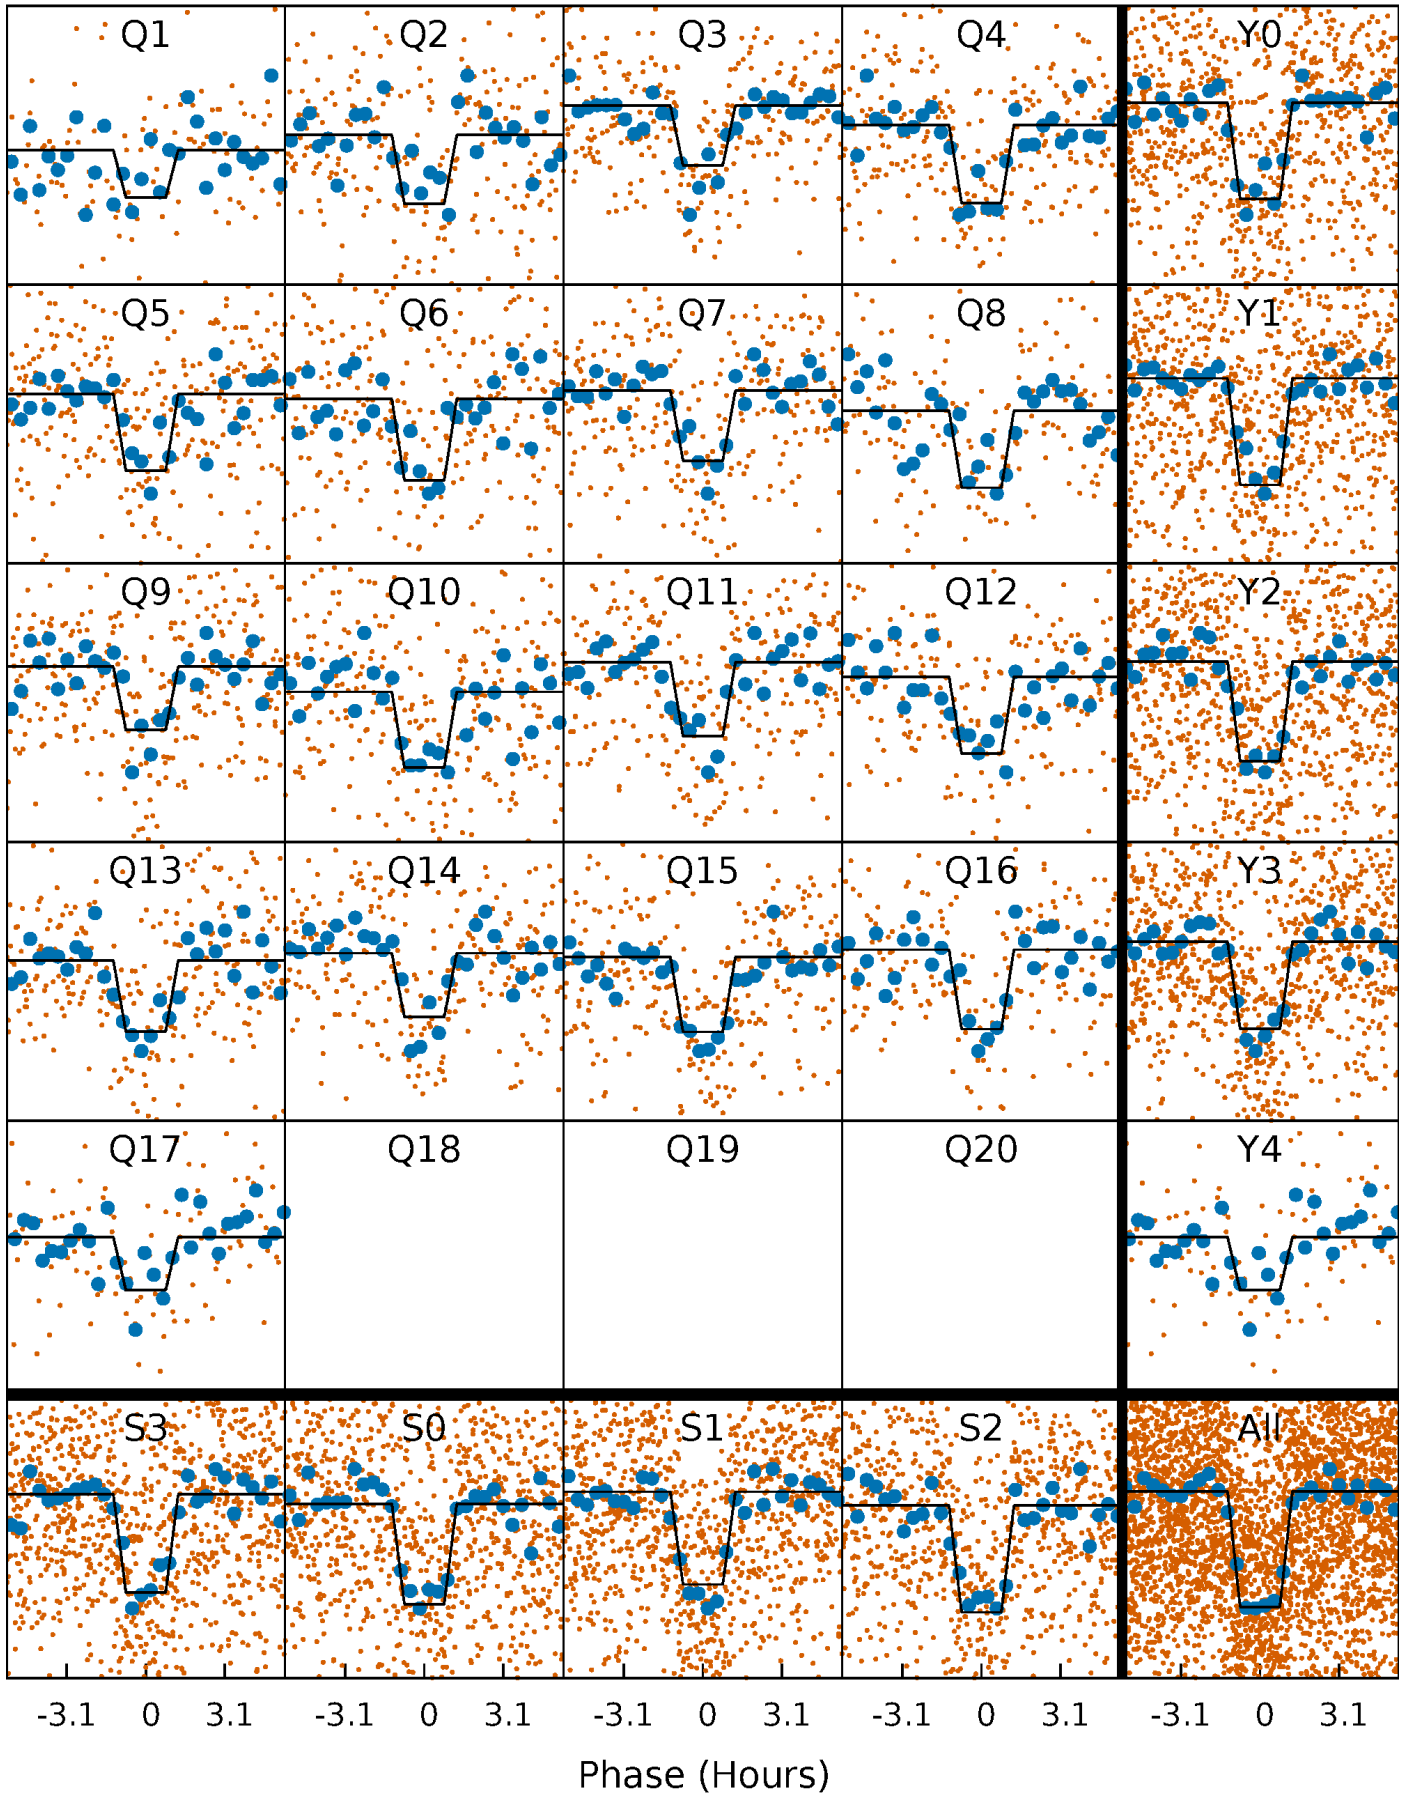 Q1 Q2 Q3 Q4 Y0
Q5 Q6 Q7 Q8 Y1
Q9 Q10 Q11 Q12 Y2
Q13 Q14 Q15 Q16 Y3
Q17 Q18 Q19 Q20 Y4
S3 S0 S1 S2 All
-3.1 0 3.1 -3.1 0 3.1 -3.1 0 3.1 -3.1 0 3.1 -3.1 0 3.1
Phase (Hours)